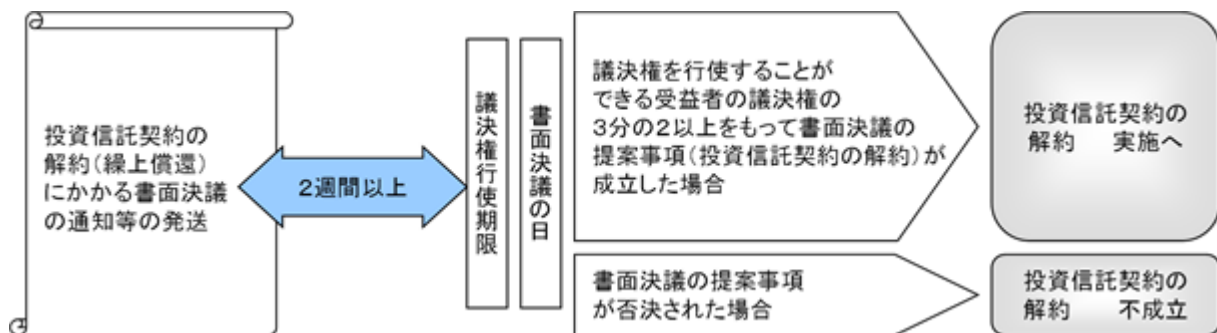 投資信託契約の
解約(繰上償還)
にかかる書面決議
の通知等の発送
2週間以上
議決権行使期限
書面決議の日
議決権を行使することが
できる受益者の議決権の
3分の2以上をもって書面決議の
提案事項(投資信託契約の解約)が
成立した場合
投資信託契約の
解約　実施へ
書面決議の提案事項
が否決された場合
投資信託契約の
解約　不成立